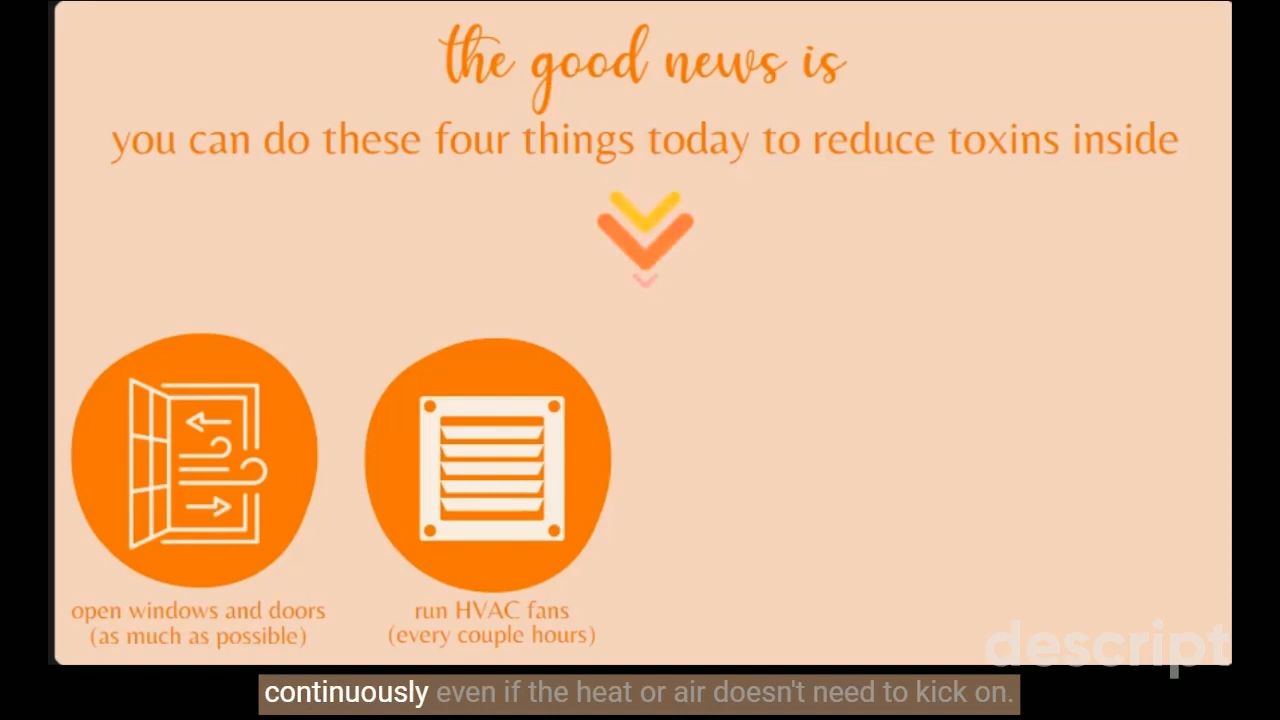 the good news is
you can do these four things today to reduce toxins inside
open windows and doors
(as much as possible)
run HVAC fans
(every couple hours)
descript
continuously even if the heat or air doesn't need to kick on.